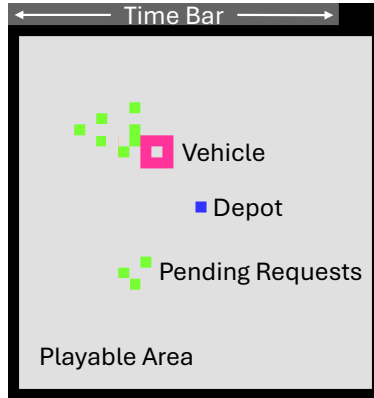 Time Bar
Vehicle
Depot
Pending Requests
Playable Area